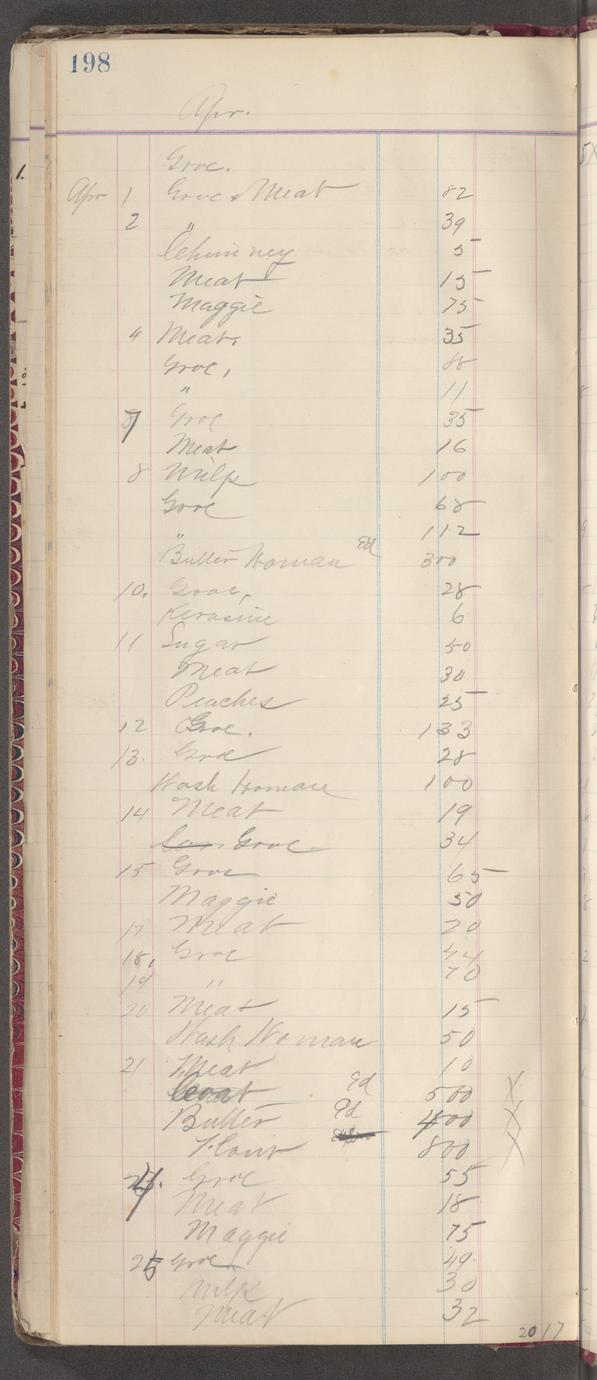 198
Apr.
Groc.
Apr 1 Groc & Meat 82
2 " 39
Chimney 5
Meat 15
Maggie 75
4 Meat. 35
Groc. 88
" 11
7 Groc 35
Meat 16
8 Milk 100
Groc 68
" 112
Butter Woman Ed 300
10. Groc. 28
Kerosine 6
11 Sugar 50
Meat 30
Peaches 25
12 Groc. 133
13. Groc 28
Wash Woman 100
14 Meat 19
Groc 34
15 Groc 65
Maggie 50
17 Meat 20
18. Groc 44
19 " 70
20 Meat 15
Wash Woman 50
21 Meat 10
Ed 500 X
Butter Ed 400 X
Flour 800 X
24. Groc 55
Meat 18
Maggie 75
25 Groc 49
Milk 30
Meat 32
2017